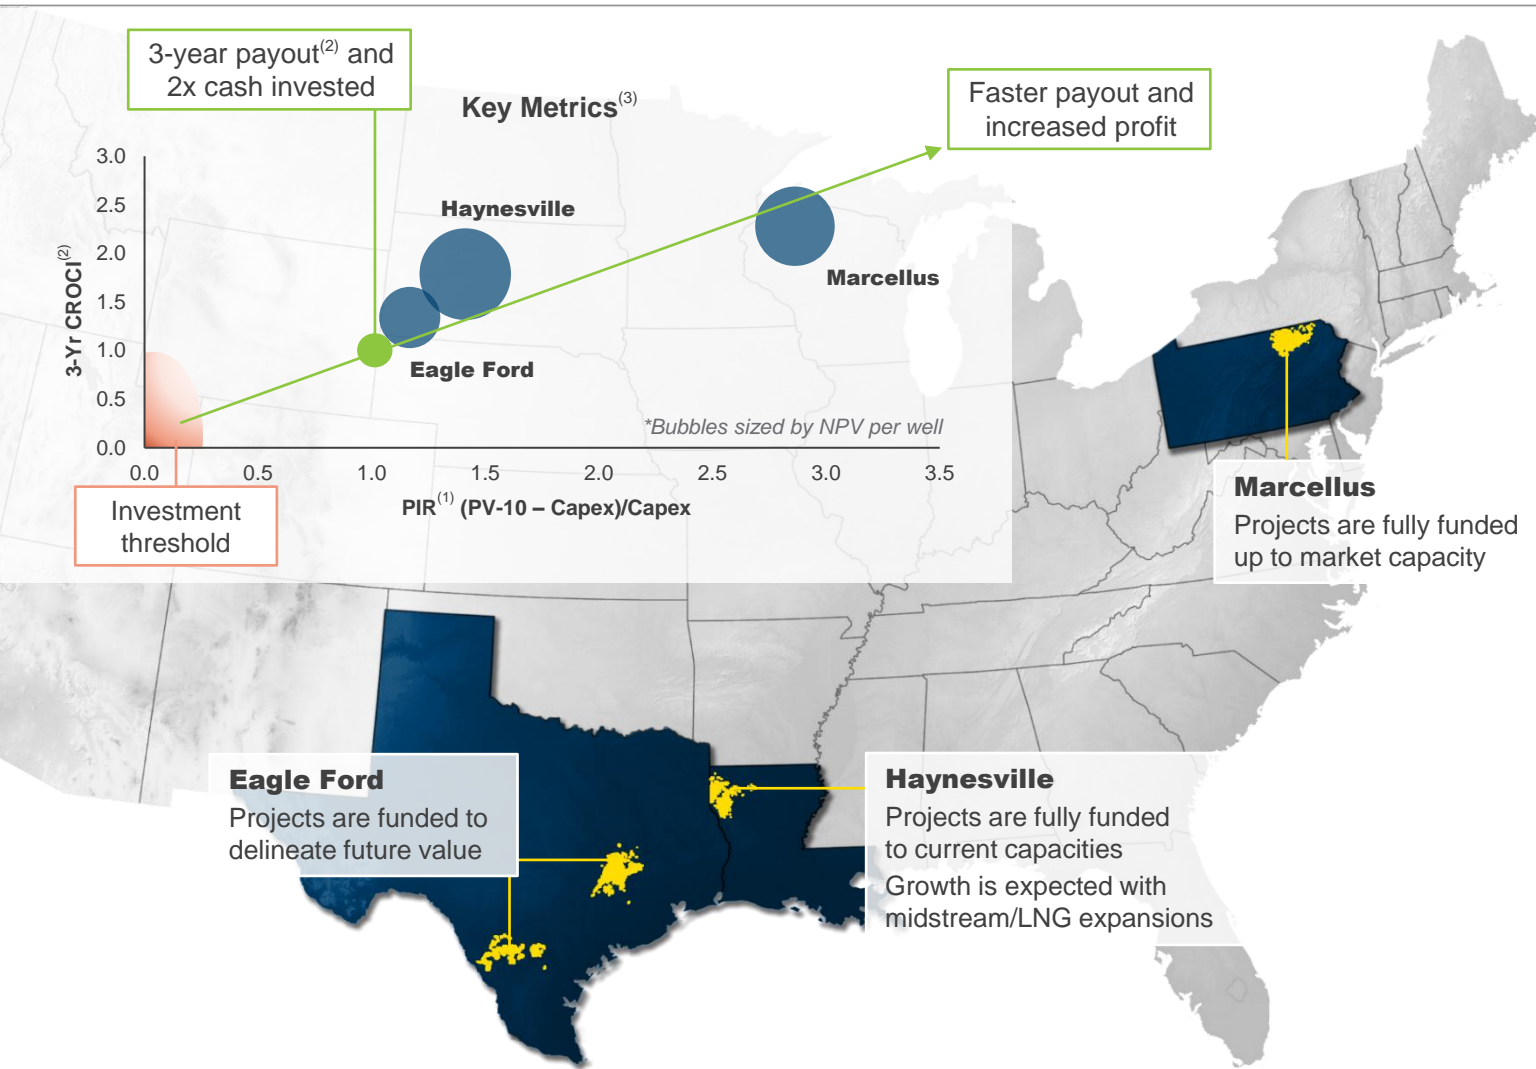 3-year payout(2) and
2x cash invested
Key Metrics(3)
Faster payout and
increased profit
3.0
2.5
2.0
1.5
1.0
0.5
0.0
3-Yr CROCI(2)
Haynesville
Marcellus
Eagle Ford
*Bubbles sized by NPV per well
0.0
0.5
1.0
1.5
2.0
2.5
3.0
3.5
PIR(1) (PV-10 – Capex)/Capex
Investment
threshold
Marcellus
Projects are fully funded
up to market capacity
Eagle Ford
Projects are funded to
delineate future value
Haynesville
Projects are fully funded
to current capacities
Growth is expected with
midstream/LNG expansions